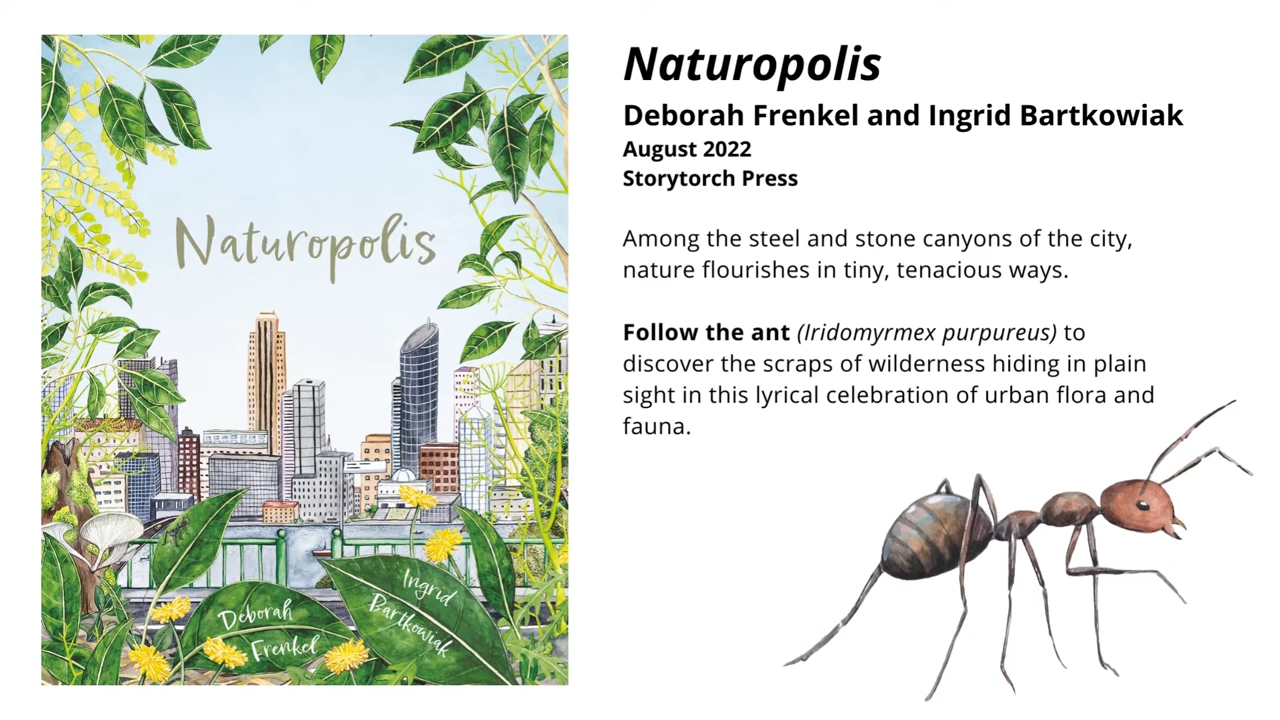 Naturopolis
Deborah
Frenkel
Ingrid
Bartkowiak
Naturopolis
Deborah Frenkel and Ingrid Bartkowiak
August 2022
Storytorch Press
Among the steel and stone canyons of the city,
nature flourishes in tiny, tenacious ways.
Follow the ant (Iridomyrmex purpureus) to
discover the scraps of wilderness hiding in plain
sight in this lyrical celebration of urban flora and
fauna.